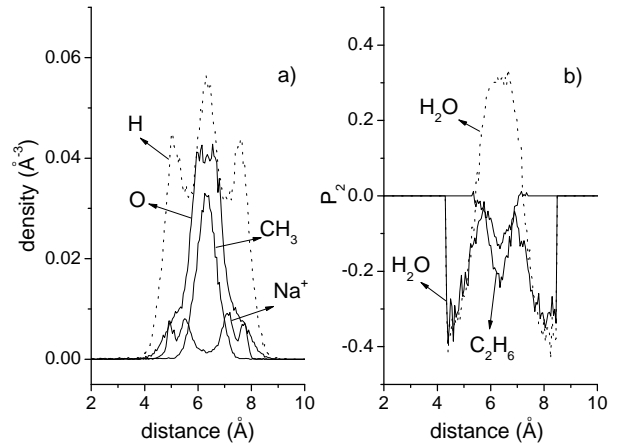 0.06
0.04
0.02
0.00
density (Å⁻³)
a)
H
O
CH₃
Na⁺
2 4 6 8 10
distance (Å)
0.4
0.2
0.0
-0.2
-0.4
P₂
b)
H₂O
H₂O
C₂H₆
2 4 6 8 10
distance (Å)